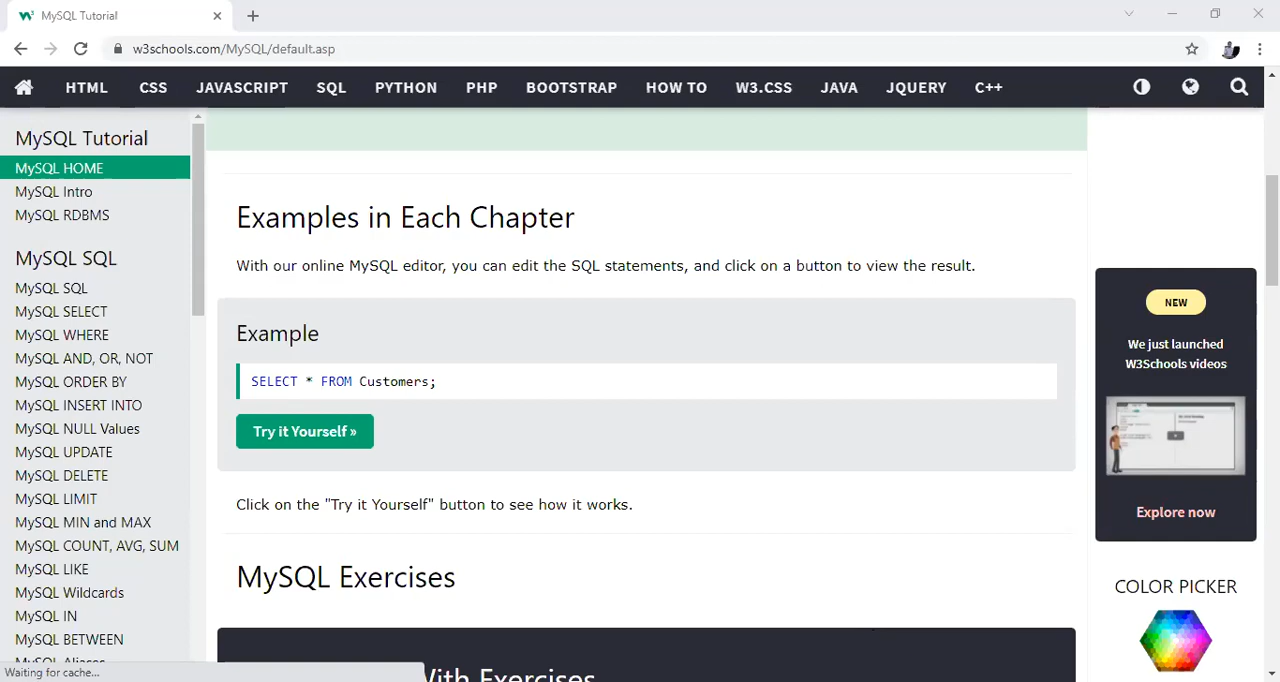 MySQL Tutorial
w3schools.com/MySQL/default.asp
HTML CSS JAVASCRIPT SQL PYTHON PHP BOOTSTRAP HOW TO W3.CSS JAVA JQUERY C++
MySQL Tutorial
MySQL HOME
MySQL Intro
MySQL RDBMS
MySQL SQL
MySQL SQL
MySQL SELECT
MySQL WHERE
MySQL AND, OR, NOT
MySQL ORDER BY
MySQL INSERT INTO
MySQL NULL Values
MySQL UPDATE
MySQL DELETE
MySQL LIMIT
MySQL MIN and MAX
MySQL COUNT, AVG, SUM
MySQL LIKE
MySQL Wildcards
MySQL IN
MySQL BETWEEN
MySQL Aliases
Waiting for cache...
Examples in Each Chapter
With our online MySQL editor, you can edit the SQL statements, and click on a button to view the result.
Example
SELECT * FROM Customers;
Try it Yourself »
Click on the "Try it Yourself" button to see how it works.
MySQL Exercises
With Exercises
NEW
We just launched
W3Schools videos
Explore now
COLOR PICKER